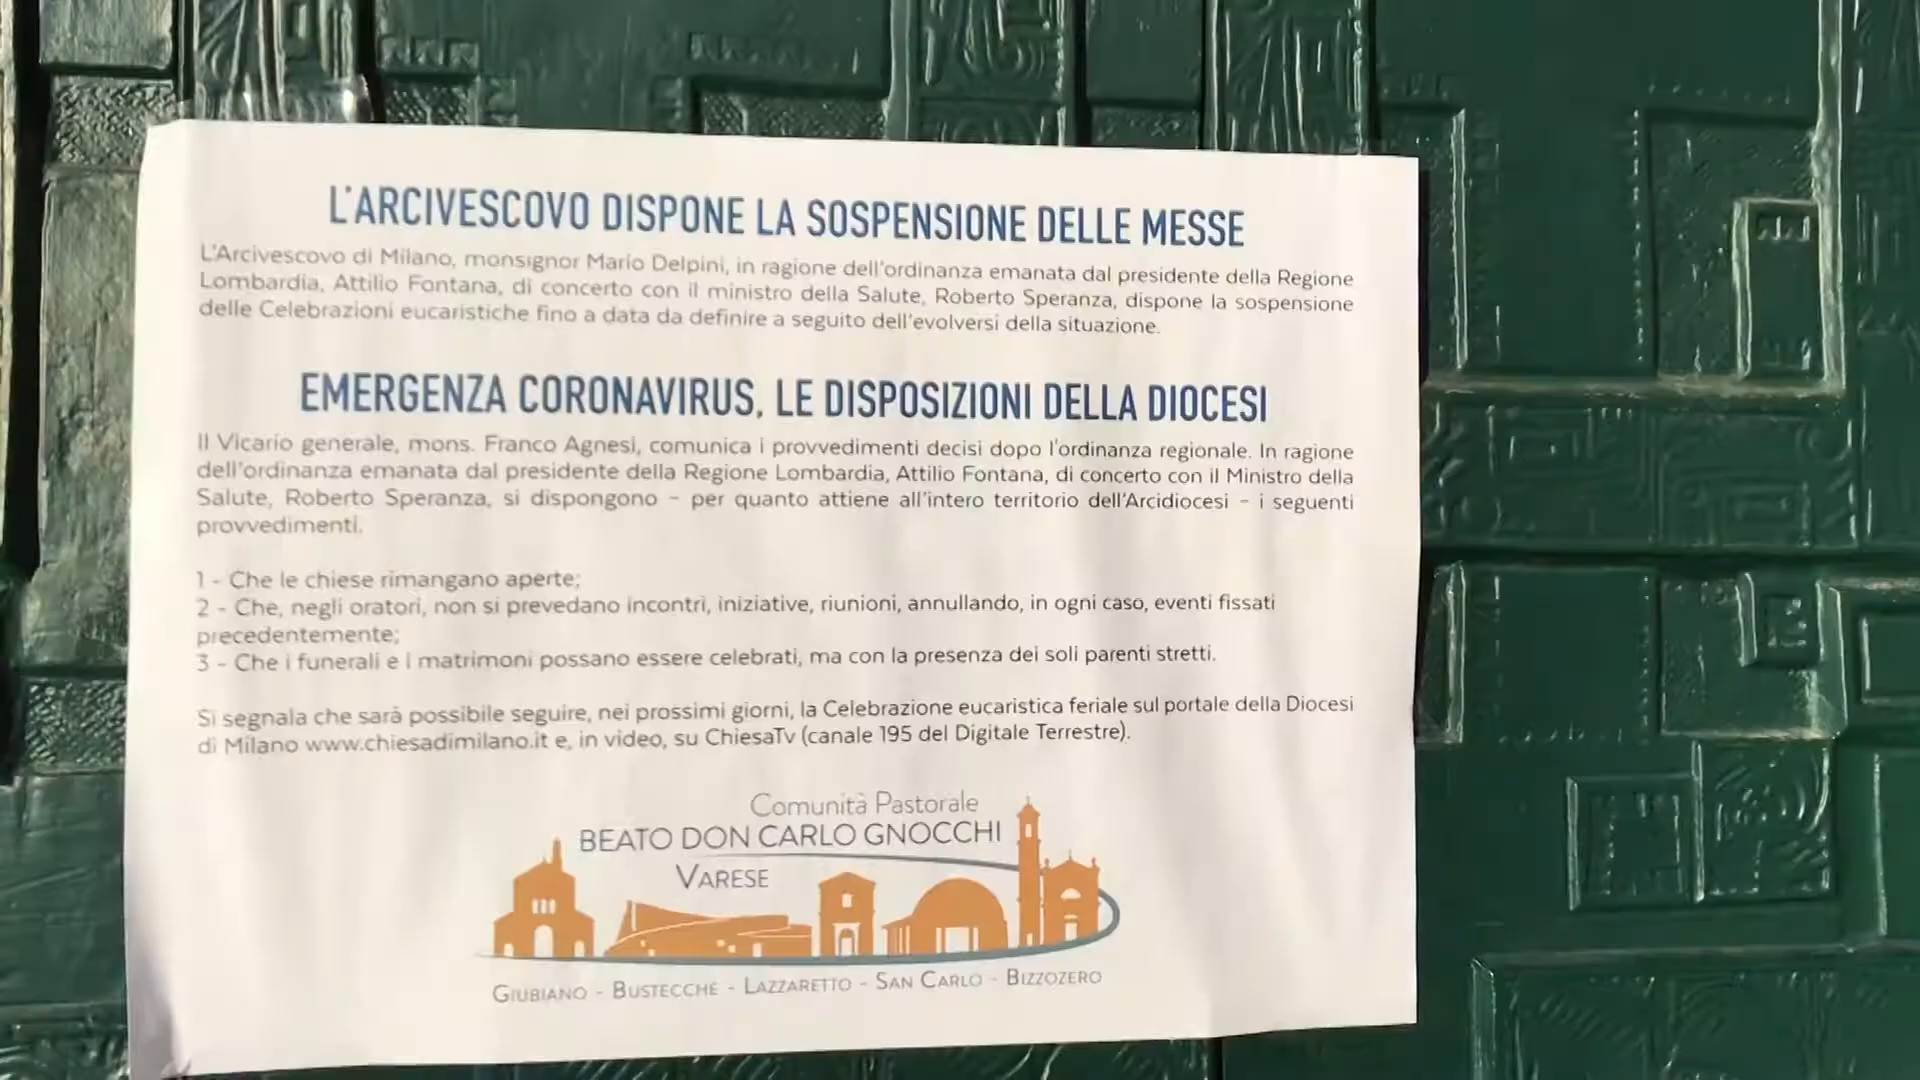 L'ARCIVESCOVO DISPONE LA SOSPENSIONE DELLE MESSE
L'Arcivescovo di Milano, monsignor Mario Delpini, in ragione dell'ordinanza emanata dal presidente della Regione
Lombardia, Attilio Fontana, di concerto con il ministro della Salute, Roberto Speranza, dispone la sospensione
delle Celebrazioni eucaristiche fino a data da definire a seguito dell'evolversi della situazione.
EMERGENZA CORONAVIRUS, LE DISPOSIZIONI DELLA DIOCESI
Il Vicario generale, mons. Franco Agnesi, comunica i provvedimenti decisi dopo l'ordinanza regionale. In ragione
dell'ordinanza emanata dal presidente della Regione Lombardia, Attilio Fontana, di concerto con il Ministro della
Salute, Roberto Speranza, si dispongono – per quanto attiene all'intero territorio dell'Arcidiocesi – i seguenti
provvedimenti.
1 - Che le chiese rimangano aperte;
2 - Che, negli oratori, non si prevedano incontri, iniziative, riunioni, annullando, in ogni caso, eventi fissati
precedentemente;
3 - Che i funerali e i matrimoni possano essere celebrati, ma con la presenza dei soli parenti stretti.
Si segnala che sarà possibile seguire, nei prossimi giorni, la Celebrazione eucaristica feriale sul portale della Diocesi
di Milano www.chiesadimilano.it e, in video, su ChiesaTv (canale 195 del Digitale Terrestre).
Comunità Pastorale
BEATO DON CARLO GNOCCHI
VARESE
GIUBIANO - BUSTECCHE - LAZZARETTO - SAN CARLO - BIZZOZERO